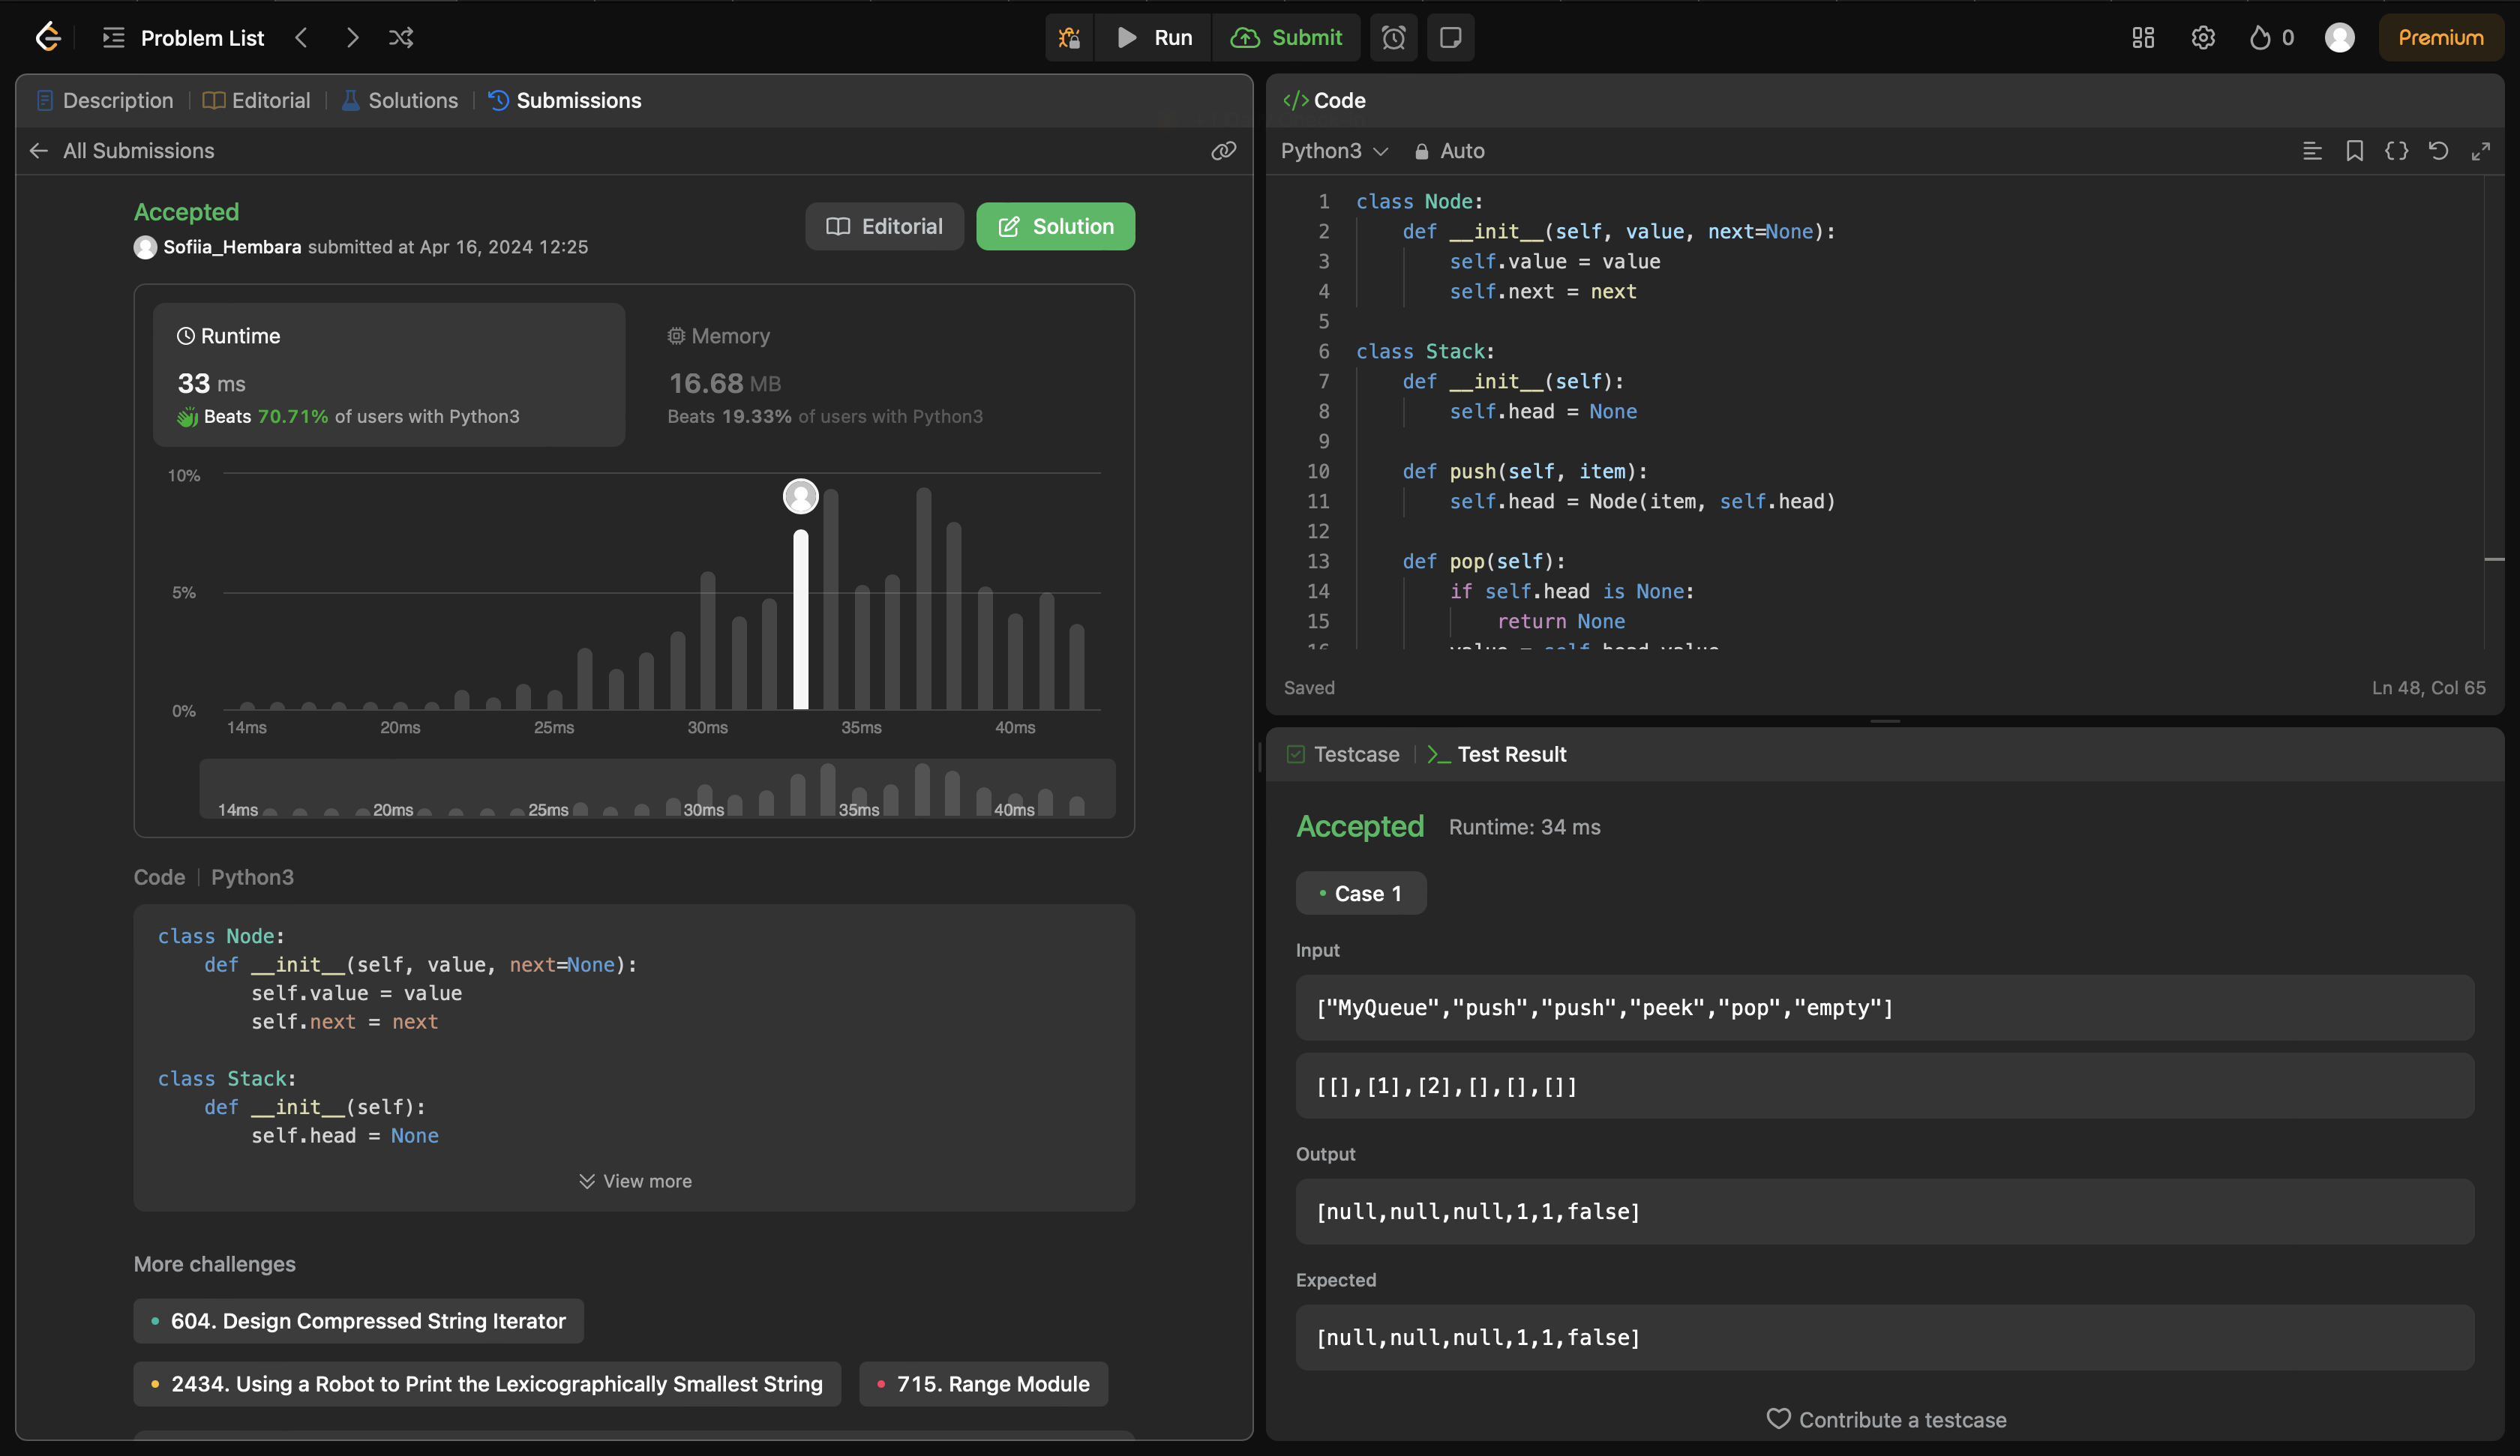 Problem List
Run
Submit
0
Premium
Description
Editorial
Solutions
Submissions
All Submissions
Accepted
Sofiia_Hembara submitted at Apr 16, 2024 12:25
Editorial
Solution
Runtime
33 ms
Beats 70.71% of users with Python3
Memory
16.68 MB
Beats 19.33% of users with Python3
10%
5%
0%
14ms 20ms 25ms 30ms 35ms 40ms
14ms 20ms 25ms 30ms 35ms 40ms
Code | Python3
class Node:
    def __init__(self, value, next=None):
        self.value = value
        self.next = next
class Stack:
    def __init__(self):
        self.head = None
View more
More challenges
604. Design Compressed String Iterator
2434. Using a Robot to Print the Lexicographically Smallest String
715. Range Module
</> Code
Python3
Auto
1 class Node:
2     def __init__(self, value, next=None):
3         self.value = value
4         self.next = next
5
6 class Stack:
7     def __init__(self):
8         self.head = None
9
10     def push(self, item):
11         self.head = Node(item, self.head)
12
13     def pop(self):
14         if self.head is None:
15             return None
16         value = self.head.value
Saved
Ln 48, Col 65
Testcase
Test Result
Accepted
Runtime: 34 ms
Case 1
Input
["MyQueue","push","push","peek","pop","empty"]
[[],[1],[2],[],[],[]]
Output
[null,null,null,1,1,false]
Expected
[null,null,null,1,1,false]
Contribute a testcase